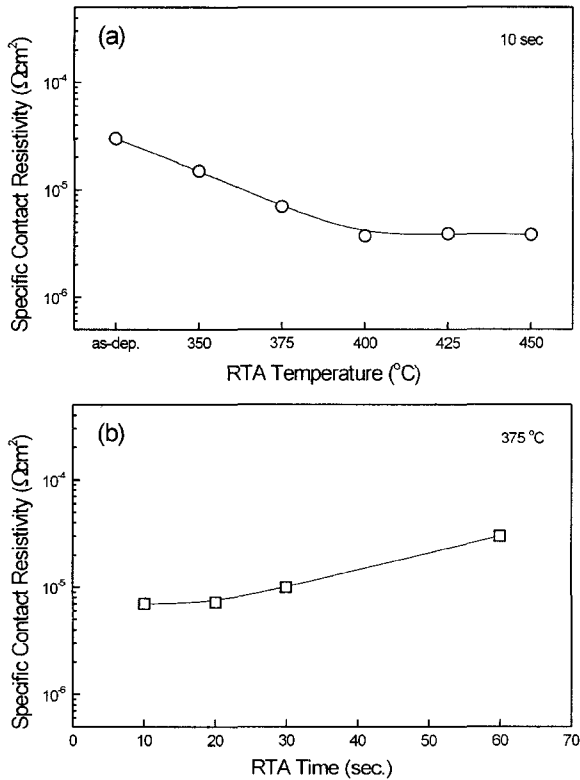 (a)
10 sec
Specific Contact Resistivity (Ωcm²)
10⁻⁴
10⁻⁵
10⁻⁶
as-dep. 350 375 400 425 450
RTA Temperature (°C)
(b)
375 °C
Specific Contact Resistivity (Ωcm²)
10⁻⁴
10⁻⁵
10⁻⁶
0 10 20 30 40 50 60 70
RTA Time (sec.)